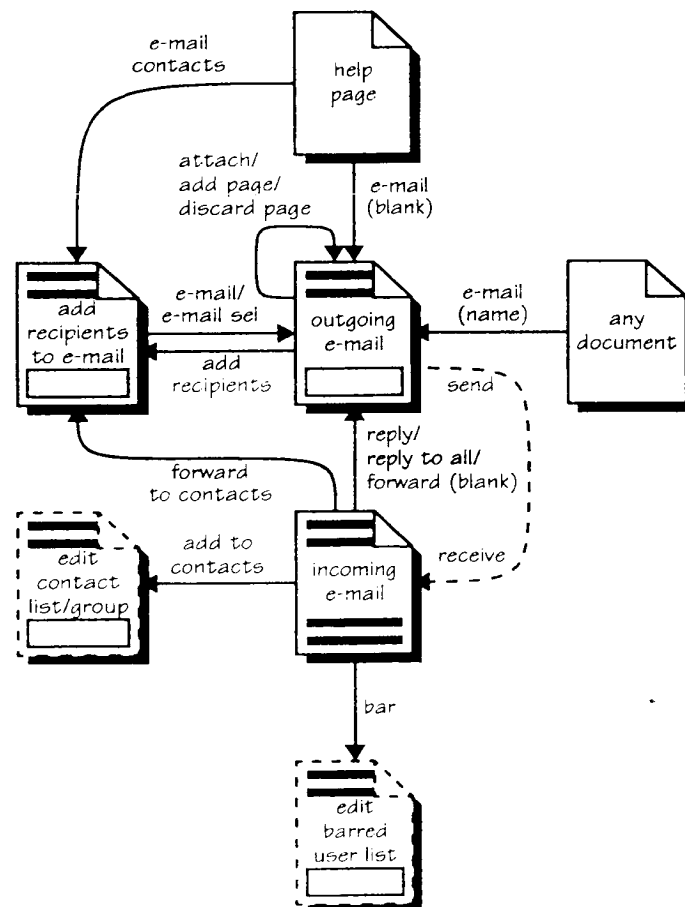 e-mail
contacts
help
page
attach/
add page/
discard page
e-mail
(blank)
add
recipients
to e-mail
e-mail/
e-mail sel
add
recipients
outgoing
e-mail
e-mail
(name)
any
document
send
reply/
reply to all/
forward (blank)
forward
to contacts
edit
contact
list/group
add to
contacts
incoming
e-mail
receive
bar
edit
barred
user list